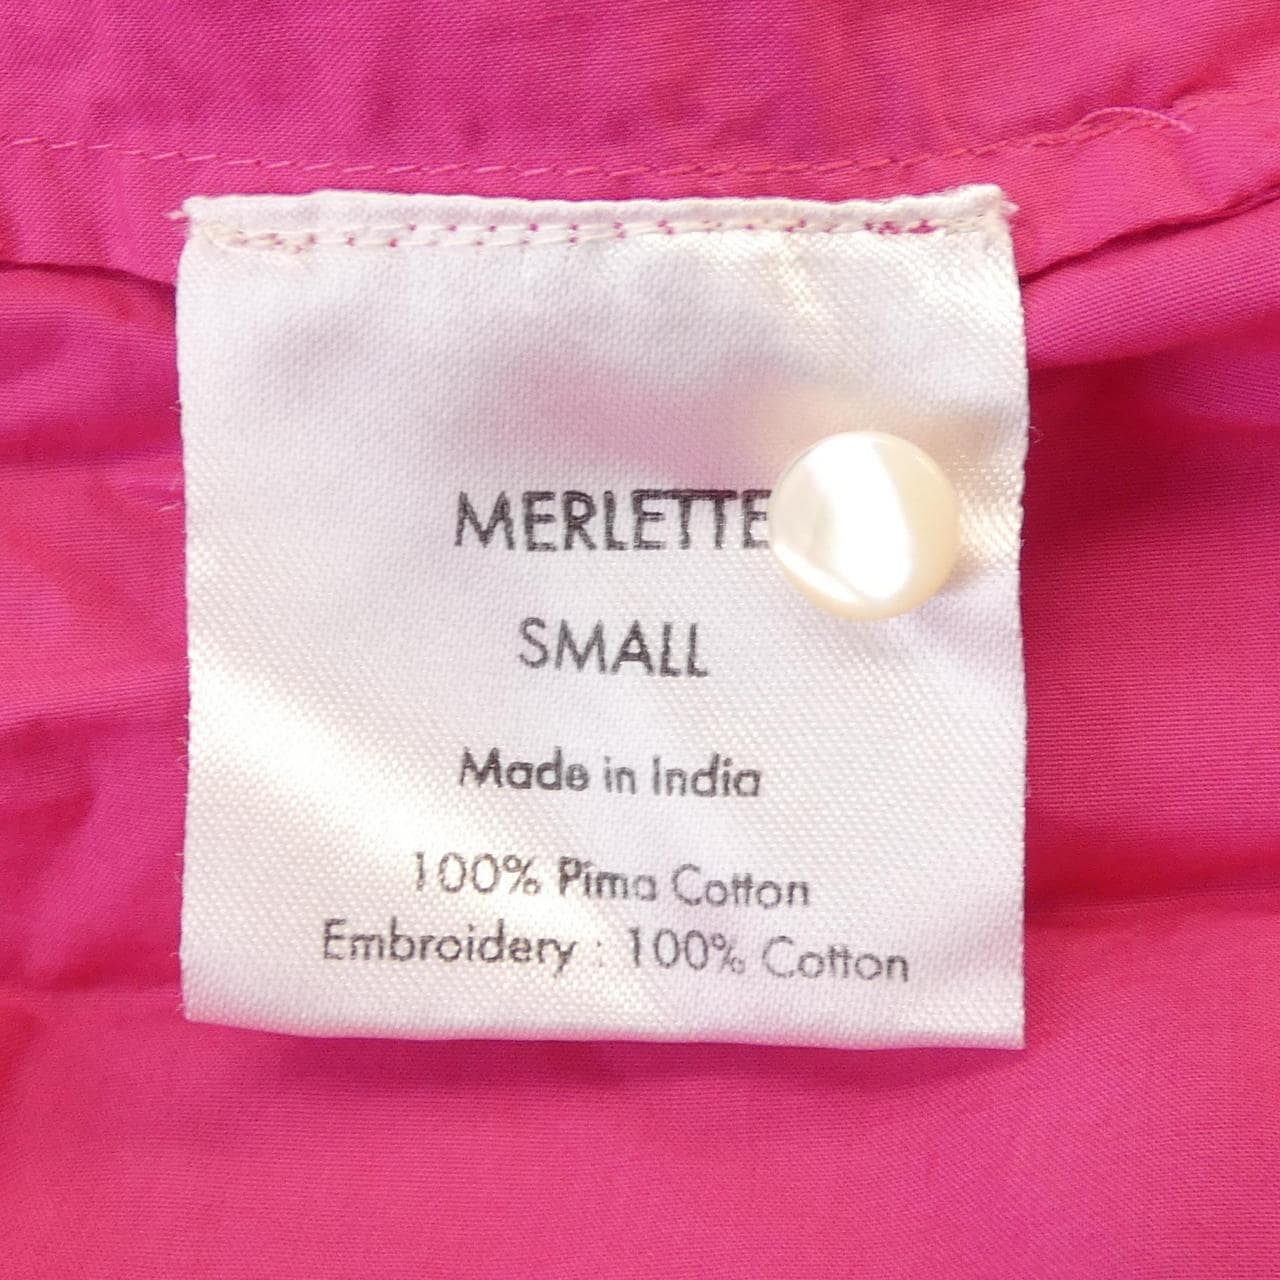 MERLETTE
SMALL
Made in India
100% Pima Cotton
Embroidery : 100% Cotton